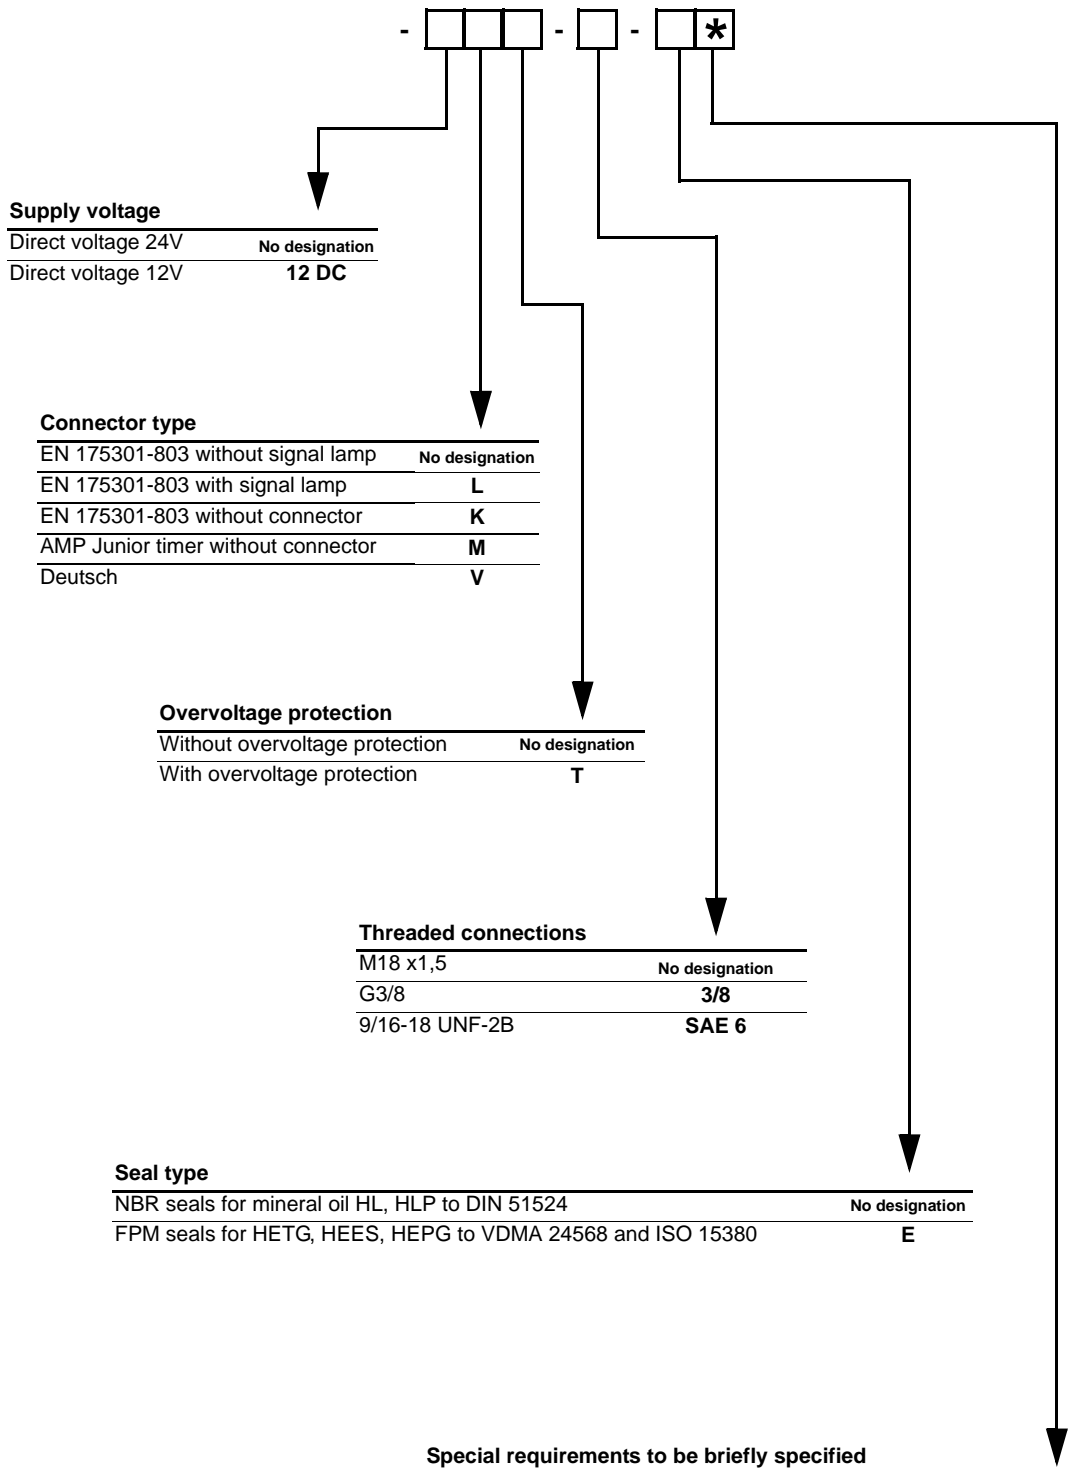 - - - *
Supply voltage
Direct voltage 24V No designation
Direct voltage 12V 12 DC
Connector type
EN 175301-803 without signal lamp No designation
EN 175301-803 with signal lamp L
EN 175301-803 without connector K
AMP Junior timer without connector M
Deutsch V
Overvoltage protection
Without overvoltage protection No designation
With overvoltage protection T
Threaded connections
M18 x1,5 No designation
G3/8 3/8
9/16-18 UNF-2B SAE 6
Seal type
NBR seals for mineral oil HL, HLP to DIN 51524 No designation
FPM seals for HETG, HEES, HEPG to VDMA 24568 and ISO 15380 E
Special requirements to be briefly specified